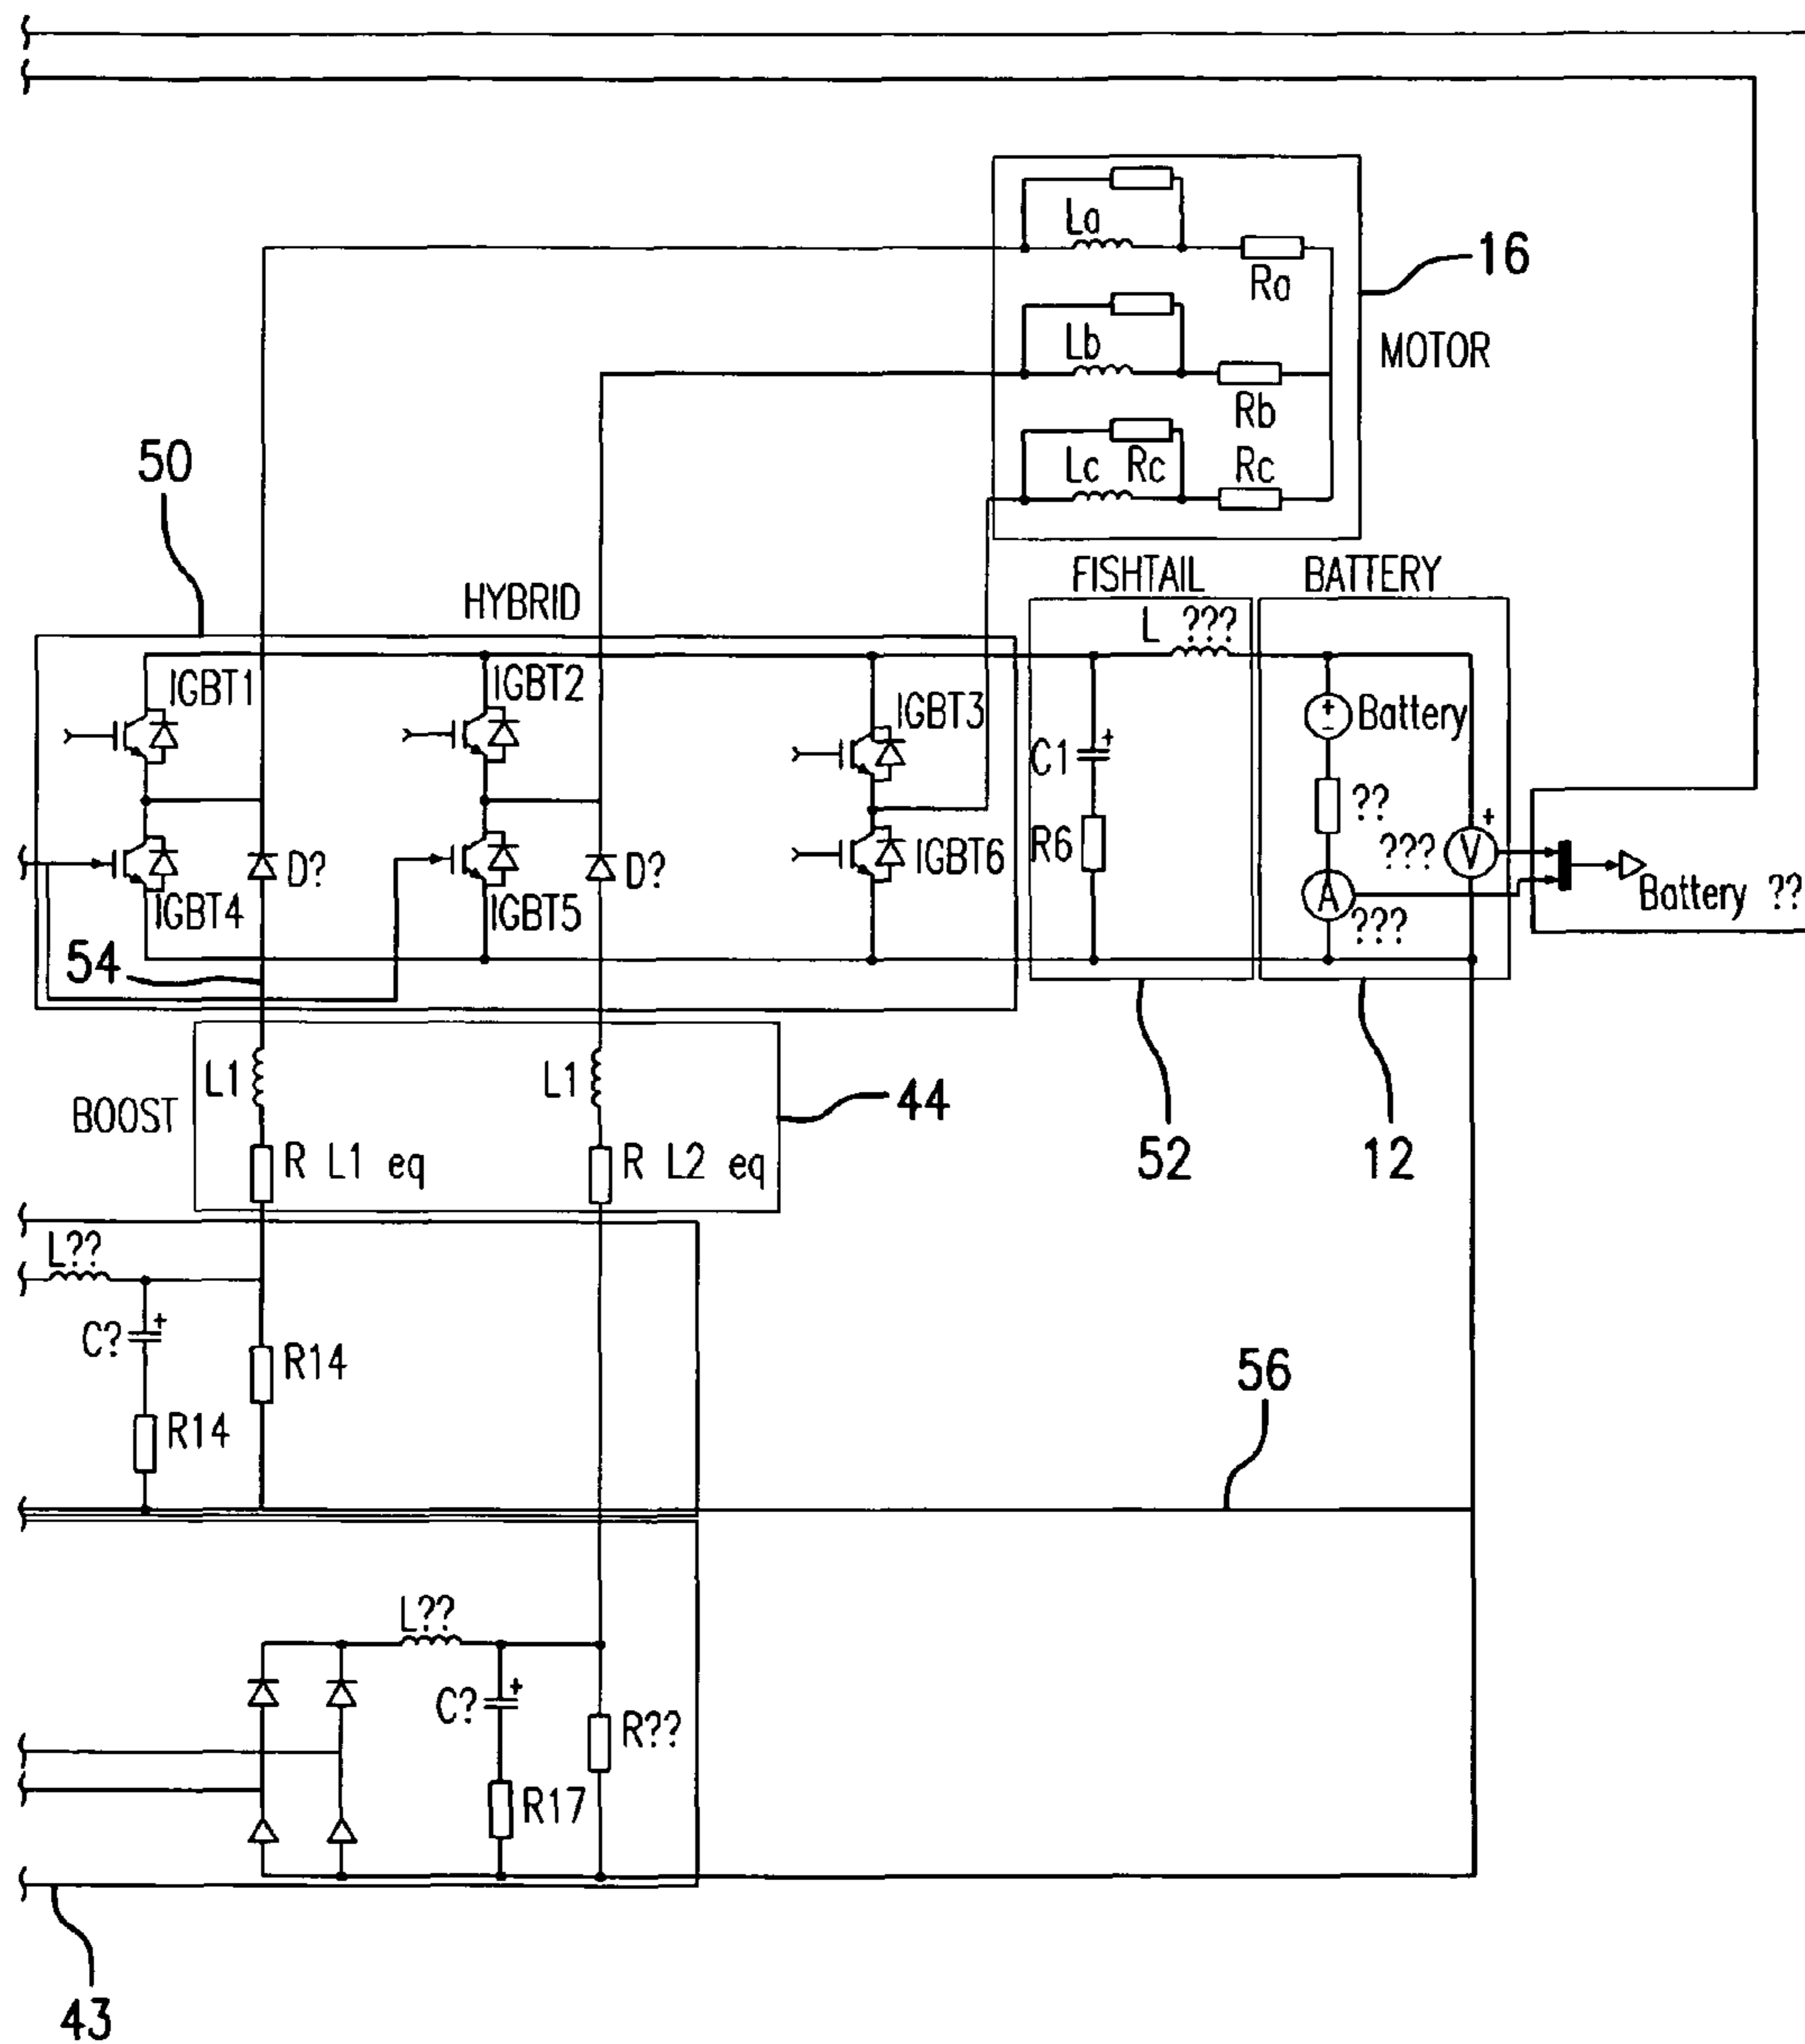 La
Ra
16
Lb
MOTOR
Rb
Lc Rc Rc
50
HYBRID
FISHTAIL
BATTERY
L ???
IGBT1
IGBT2
IGBT3
Battery
C1
??
R6
D?
D?
IGBT6
???
V
IGBT4
IGBT5
A
???
Battery ??
54
L1
L1
BOOST
44
R L1 eq
R L2 eq
52
12
L??
C?
R14
R14
56
L??
C?
R??
R17
43